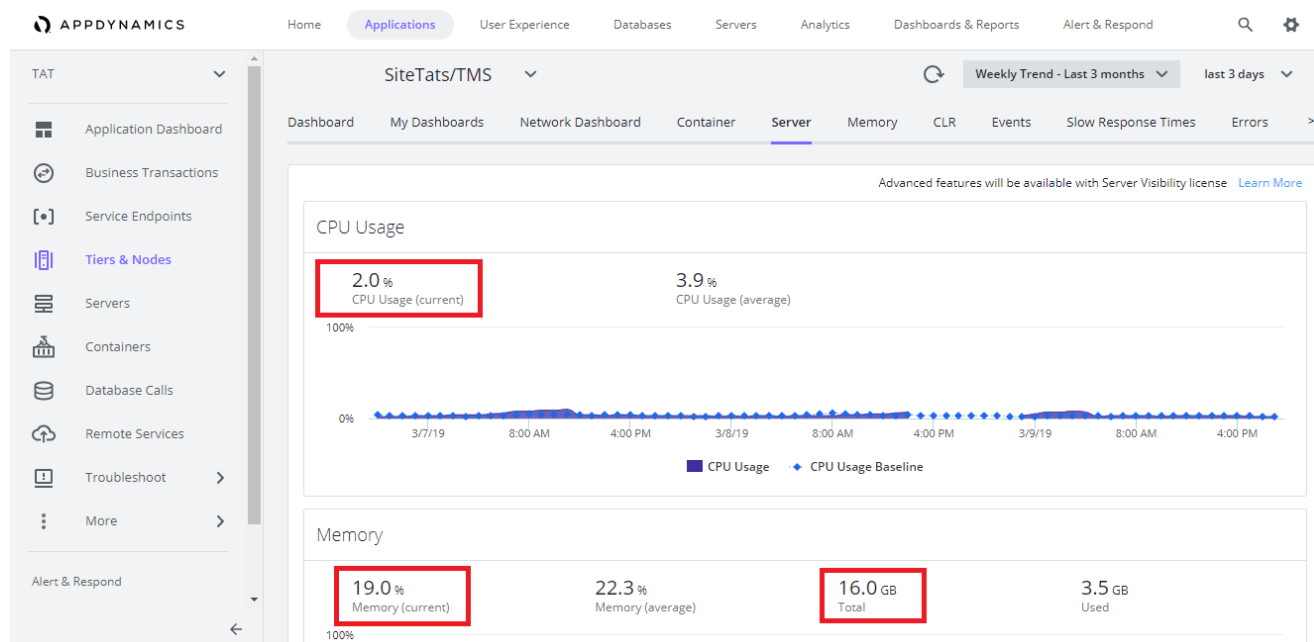 APPDYNAMICS
Home Applications User Experience Databases Servers Analytics Dashboards & Reports Alert & Respond
TAT
SiteTats/TMS
Weekly Trend - Last 3 months
last 3 days
Dashboard My Dashboards Network Dashboard Container Server Memory CLR Events Slow Response Times Errors >
Application Dashboard
Business Transactions
Service Endpoints
Tiers & Nodes
Servers
Containers
Database Calls
Remote Services
Troubleshoot
More
Alert & Respond
Advanced features will be available with Server Visibility license Learn More
CPU Usage
2.0 %
CPU Usage (current)
3.9 %
CPU Usage (average)
100%
0%
3/7/19 8:00 AM 4:00 PM 3/8/19 8:00 AM 4:00 PM 3/9/19 8:00 AM 4:00 PM
CPU Usage CPU Usage Baseline
Memory
19.0 %
Memory (current)
22.3 %
Memory (average)
16.0 GB
Total
3.5 GB
Used
100%